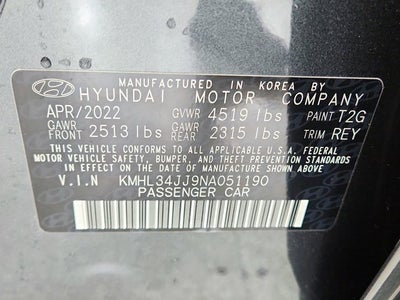 MANUFACTURED IN KOREA BY
HYUNDAI MOTOR COMPANY
APR/2022 GVWR 4519 lbs PAINT T2G
GAWR FRONT 2513 lbs GAWR REAR 2315 lbs TRIM REY
THIS VEHICLE CONFORMS TO ALL APPLICABLE U.S. FEDERAL
MOTOR VEHICLE SAFETY, BUMPER, AND THEFT PREVENTION STANDARDS
IN EFFECT ON THE DATE OF MANUFACTURE SHOWN ABOVE.
V.I.N KMHL34JJ9NA051190
PASSENGER CAR